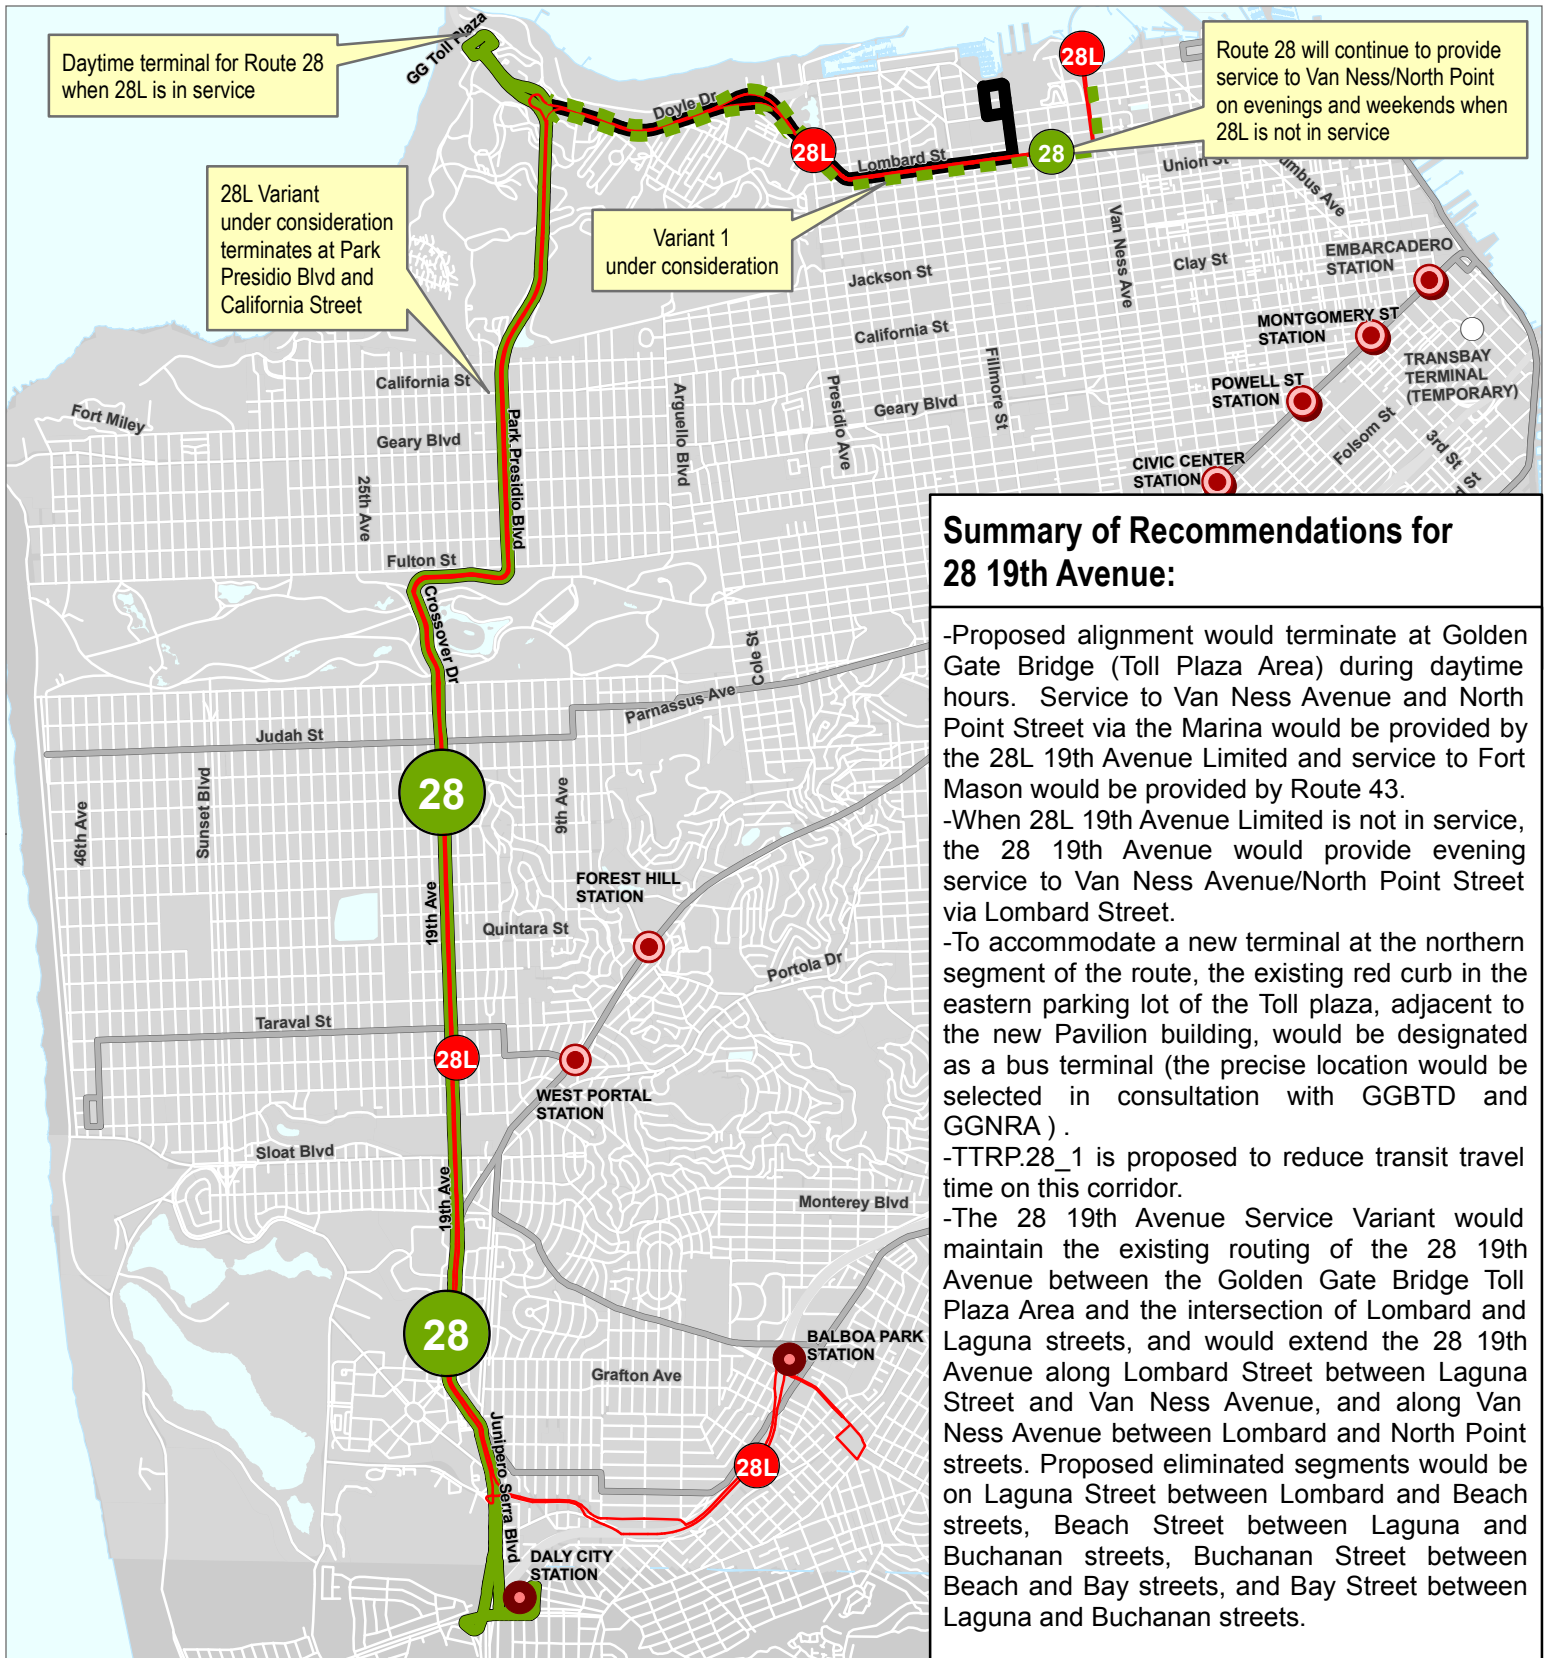 Daytime terminal for Route 28
when 28L is in service
GG Toll Plaza
28L
Route 28 will continue to provide
service to Van Ness/North Point
on evenings and weekends when
28L is not in service
Doyle Dr
28L
Lombard St
28
Union St
28L Variant
under consideration
terminates at Park
Presidio Blvd and
California Street
Variant 1
under consideration
Van Ness Ave
Jackson St
Clay St
EMBARCADERO
STATION
MONTGOMERY ST
STATION
California St
Fillmore St
TRANSBAY
TERMINAL
(TEMPORARY)
California St
Presidio Ave
Arguello Blvd
Geary Blvd
POWELL ST
STATION
Fort Miley
Geary Blvd
Park Presidio Blvd
25th Ave
Folsom St
3rd St
CIVIC CENTER
STATION
Fulton St
Crossover Dr
Cole St
Parnassus Ave
Judah St
28
46th Ave
Sunset Blvd
9th Ave
FOREST HILL
STATION
19th Ave
Quintara St
Portola Dr
Taraval St
28L
WEST PORTAL
STATION
Sloat Blvd
19th Ave
Monterey Blvd
28
BALBOA PARK
STATION
Grafton Ave
Junipero Serra Blvd
28L
DALY CITY
STATION
Summary of Recommendations for
28 19th Avenue:
-Proposed alignment would terminate at Golden
Gate Bridge (Toll Plaza Area) during daytime
hours. Service to Van Ness Avenue and North
Point Street via the Marina would be provided by
the 28L 19th Avenue Limited and service to Fort
Mason would be provided by Route 43.
-When 28L 19th Avenue Limited is not in service,
the 28 19th Avenue would provide evening
service to Van Ness Avenue/North Point Street
via Lombard Street.
-To accommodate a new terminal at the northern
segment of the route, the existing red curb in the
eastern parking lot of the Toll plaza, adjacent to
the new Pavilion building, would be designated
as a bus terminal (the precise location would be
selected in consultation with GGBTD and
GGNRA ) .
-TTRP.28_1 is proposed to reduce transit travel
time on this corridor.
-The 28 19th Avenue Service Variant would
maintain the existing routing of the 28 19th
Avenue between the Golden Gate Bridge Toll
Plaza Area and the intersection of Lombard and
Laguna streets, and would extend the 28 19th
Avenue along Lombard Street between Laguna
Street and Van Ness Avenue, and along Van
Ness Avenue between Lombard and North Point
streets. Proposed eliminated segments would be
on Laguna Street between Lombard and Beach
streets, Beach Street between Laguna and
Buchanan streets, Buchanan Street between
Beach and Bay streets, and Bay Street between
Laguna and Buchanan streets.